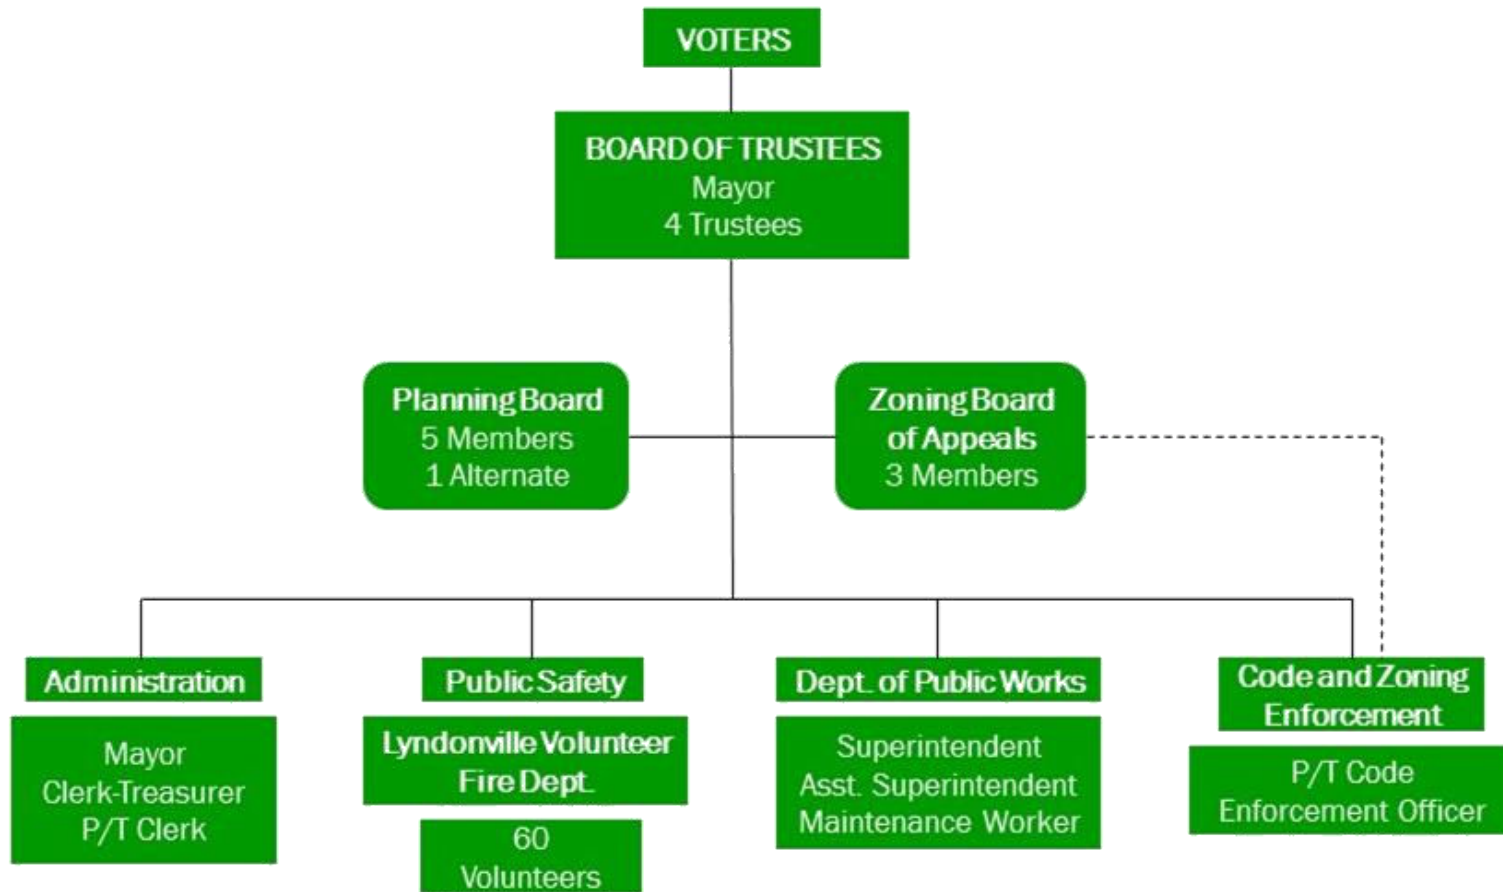 VOTERS
BOARD OF TRUSTEES
Mayor
4 Trustees
Planning Board
5 Members
1 Alternate
Zoning Board
of Appeals
3 Members
Administration
Mayor
Clerk-Treasurer
P/T Clerk
Public Safety
Lyndonville Volunteer
Fire Dept.
60
Volunteers
Dept. of Public Works
Superintendent
Asst. Superintendent
Maintenance Worker
Code and Zoning
Enforcement
P/T Code
Enforcement Officer